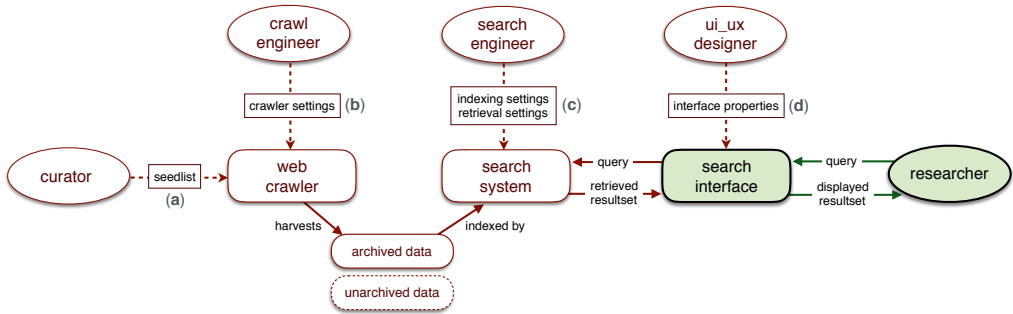 crawl
engineer
search
engineer
ui_ux
designer
crawler settings
(b)
indexing settings
retrieval settings
(c)
interface properties
(d)
curator
seedlist
(a)
web
crawler
search
system
query
retrieved
resultset
search
interface
query
displayed
resultset
researcher
harvests
indexed by
archived data
unarchived data